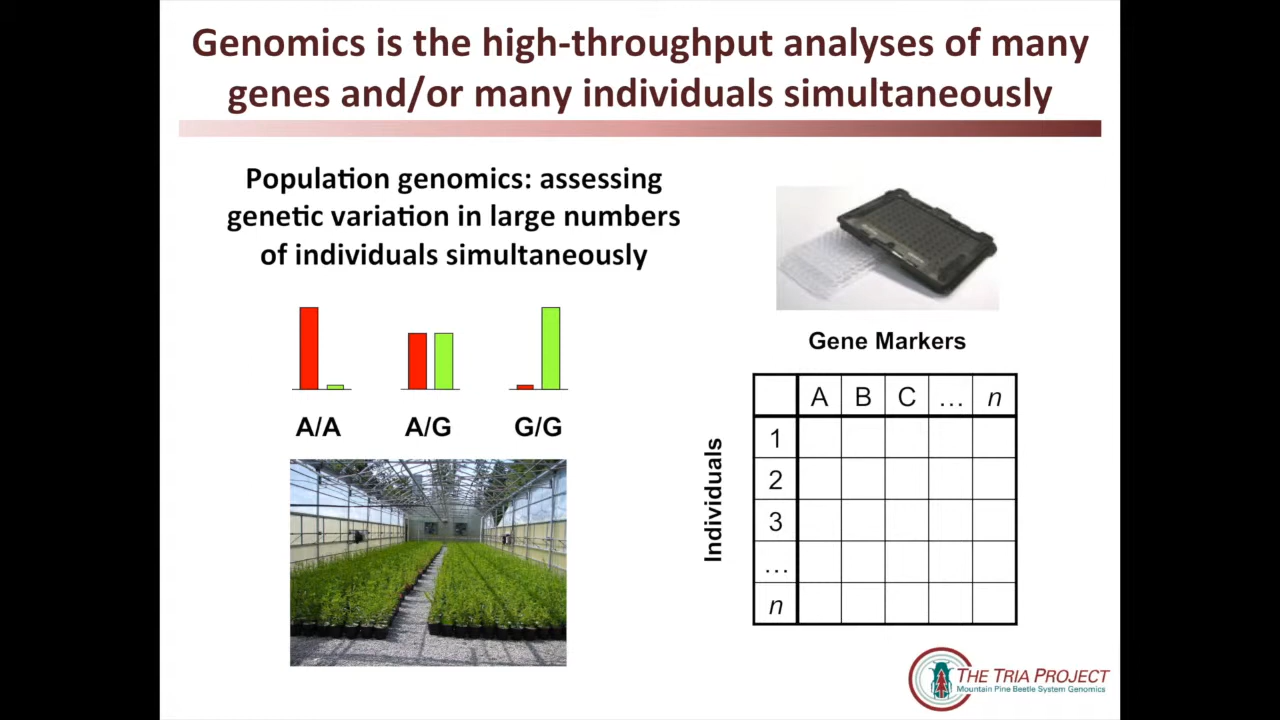 Genomics is the high-throughput analyses of many
genes and/or many individuals simultaneously
Population genomics: assessing
genetic variation in large numbers
of individuals simultaneously
A/A
A/G
G/G
Gene Markers
Individuals
A B C … n
1
2
3
…
n
THE TRIA PROJECT
Mountain Pine Beetle System Genomics